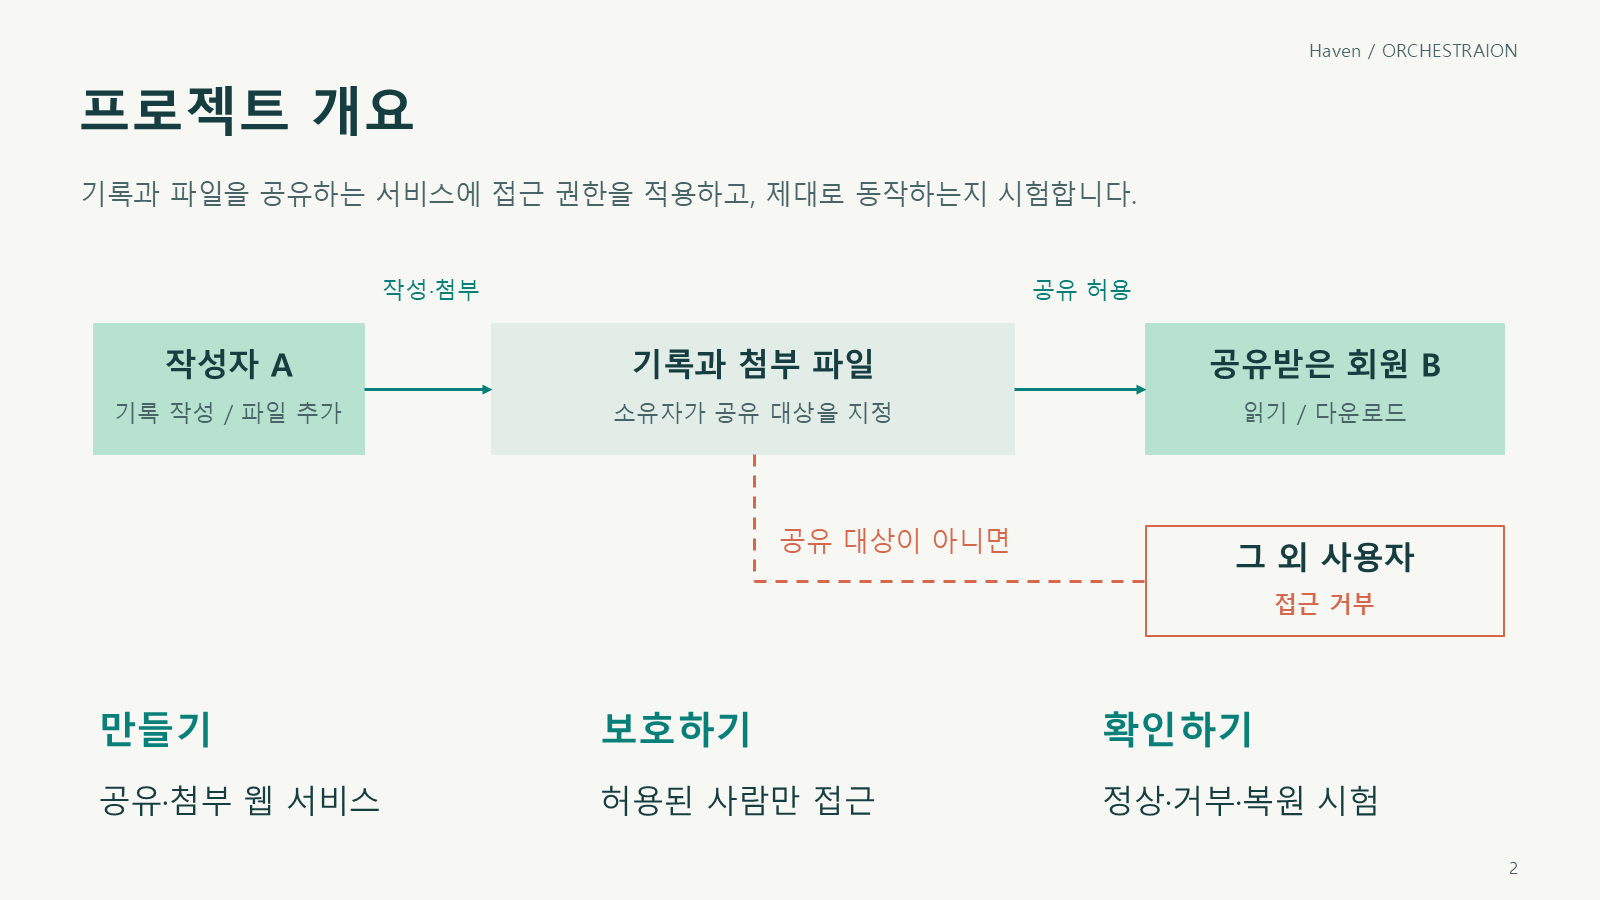 Haven / ORCHESTRAION
프로젝트 개요
기록과 파일을 공유하는 서비스에 접근 권한을 적용하고, 제대로 동작하는지 시험합니다.
작성·첨부
공유 허용
작성자 A
기록 작성 / 파일 추가
기록과 첨부 파일
소유자가 공유 대상을 지정
공유받은 회원 B
읽기 / 다운로드
공유 대상이 아니면
그 외 사용자
접근 거부
만들기
공유·첨부 웹 서비스
보호하기
허용된 사람만 접근
확인하기
정상·거부·복원 시험
2